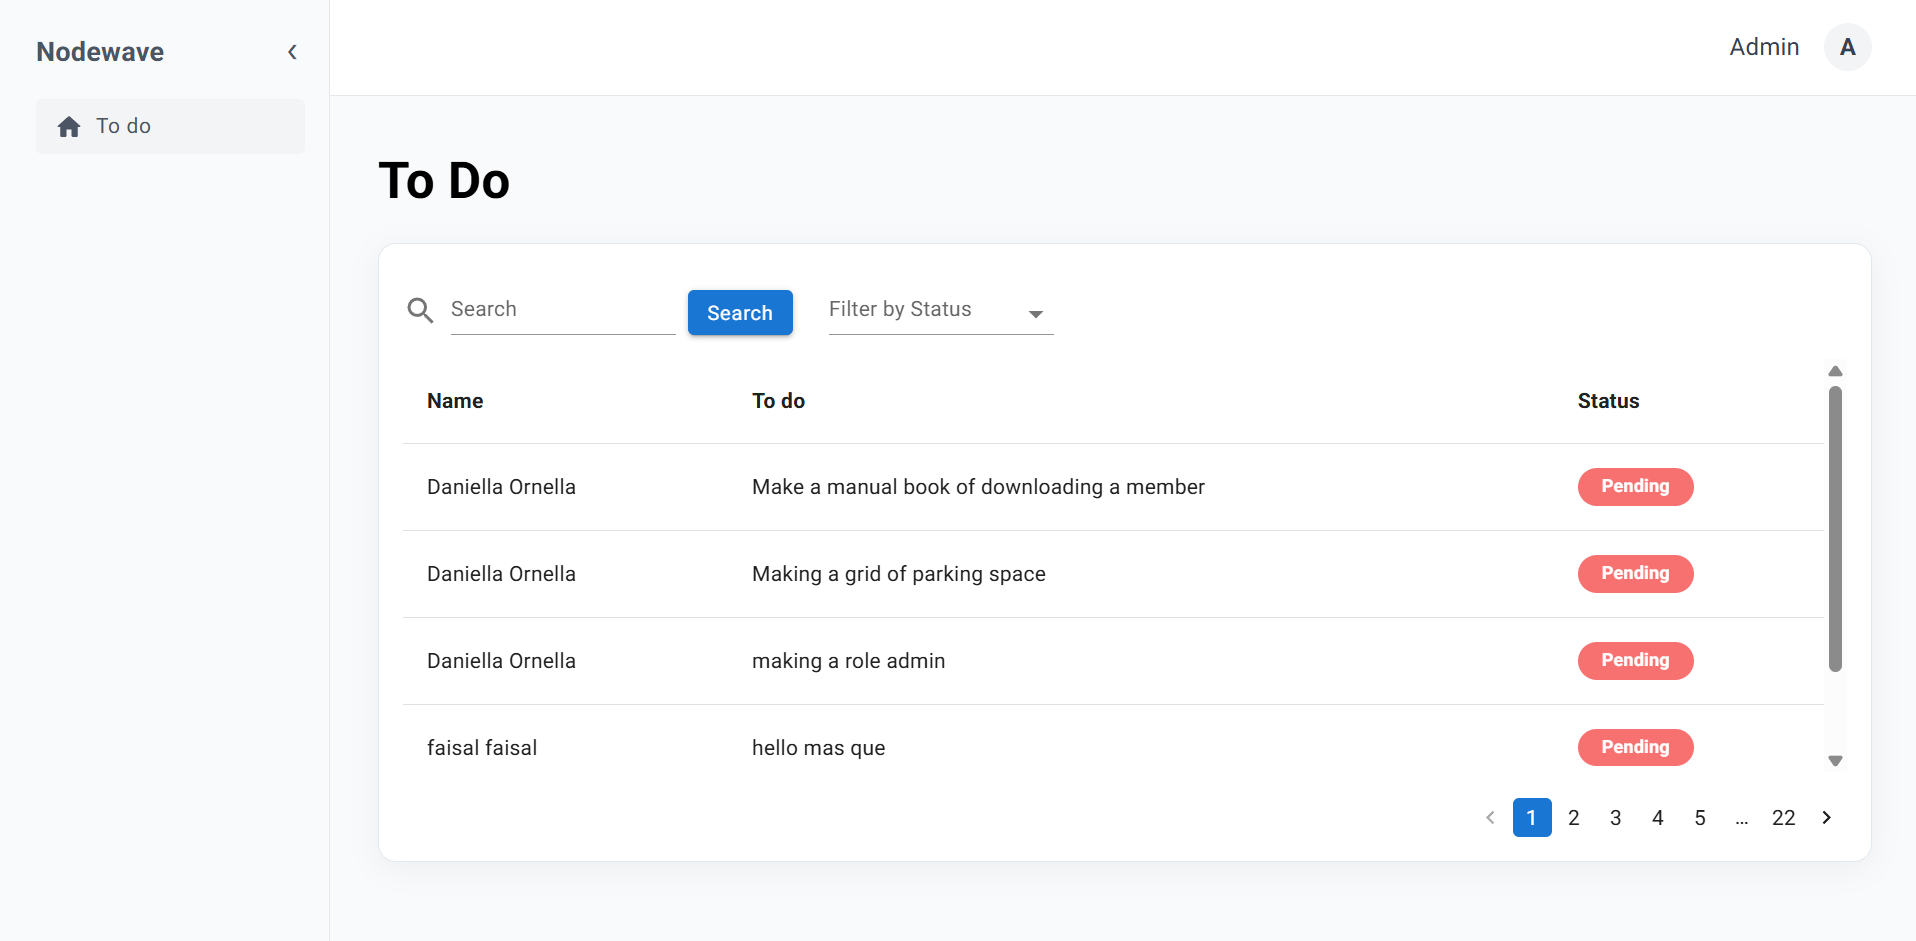 Nodewave
Admin A
To do
To Do
Search Search Filter by Status
Name To do Status
Daniella Ornella Make a manual book of downloading a member Pending
Daniella Ornella Making a grid of parking space Pending
Daniella Ornella making a role admin Pending
faisal faisal hello mas que Pending
1 2 3 4 5 ... 22